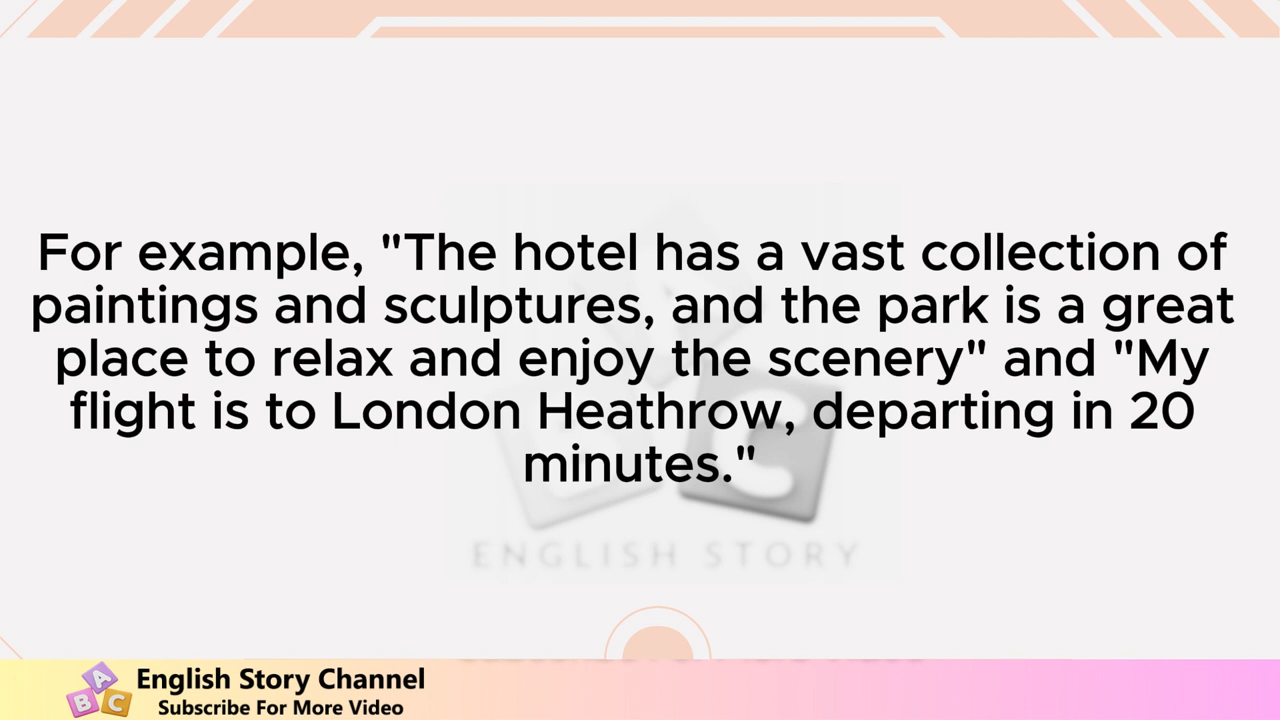 For example, "The hotel has a vast collection of
paintings and sculptures, and the park is a great
place to relax and enjoy the scenery" and "My
flight is to London Heathrow, departing in 20
minutes."
C
ENGLISH STORY
English Story Channel
Subscribe For More Video
A
B C